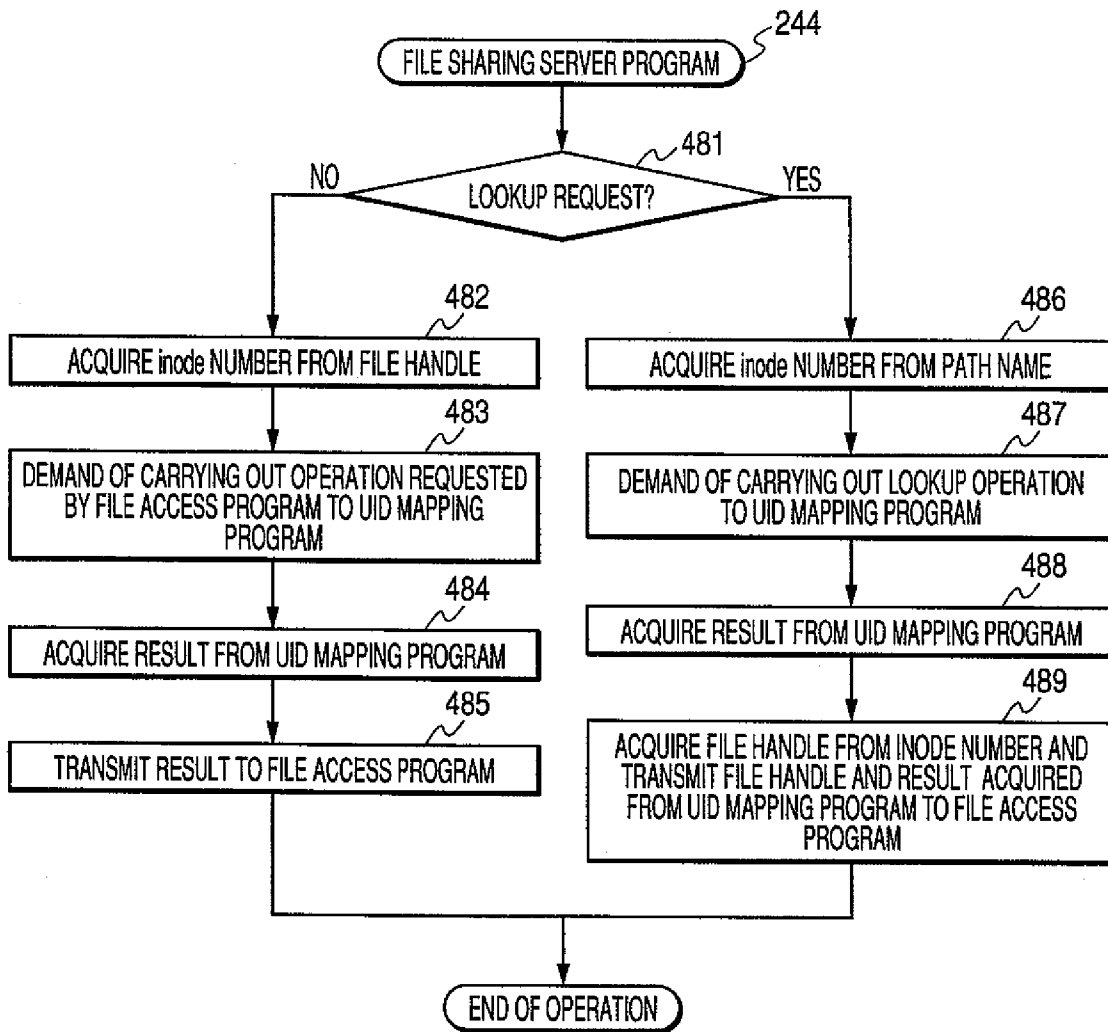 244
FILE SHARING SERVER PROGRAM
481
NO
YES
LOOKUP REQUEST?
482
ACQUIRE inode NUMBER FROM FILE HANDLE
483
DEMAND OF CARRYING OUT OPERATION REQUESTED
BY FILE ACCESS PROGRAM TO UID MAPPING
PROGRAM
484
ACQUIRE RESULT FROM UID MAPPING PROGRAM
485
TRANSMIT RESULT TO FILE ACCESS PROGRAM
486
ACQUIRE inode NUMBER FROM PATH NAME
487
DEMAND OF CARRYING OUT LOOKUP OPERATION
TO UID MAPPING PROGRAM
488
ACQUIRE RESULT FROM UID MAPPING PROGRAM
489
ACQUIRE FILE HANDLE FROM INODE NUMBER AND
TRANSMIT FILE HANDLE AND RESULT ACQUIRED
FROM UID MAPPING PROGRAM TO FILE ACCESS
PROGRAM
END OF OPERATION